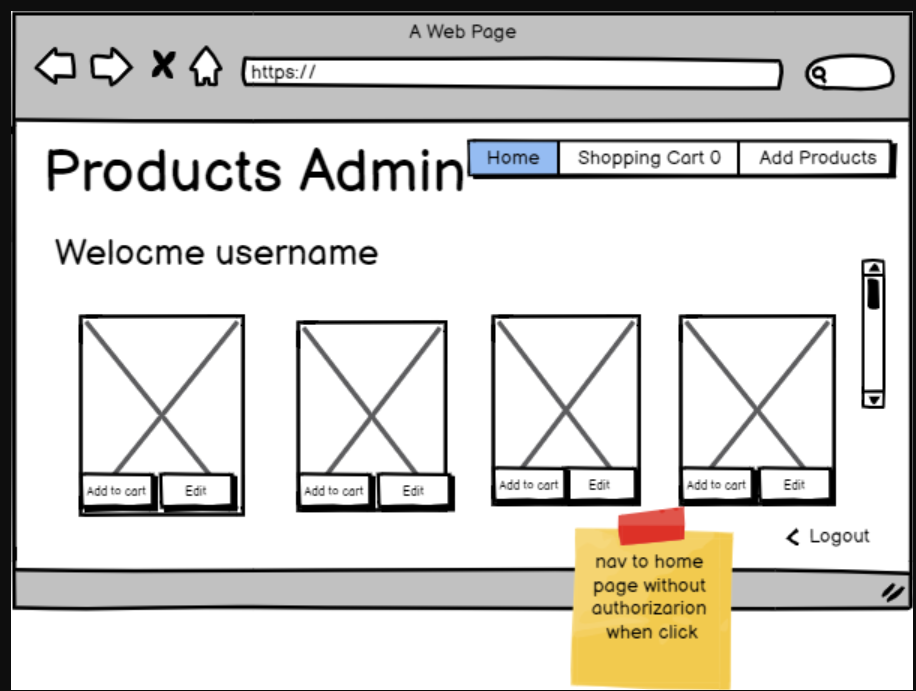 A Web Page
https://
Products Admin
Home Shopping Cart 0 Add Products
Welocme username
Add to cart Edit Add to cart Edit Add to cart Edit Add to cart Edit
Logout
nav to home
page without
authorizarion
when click